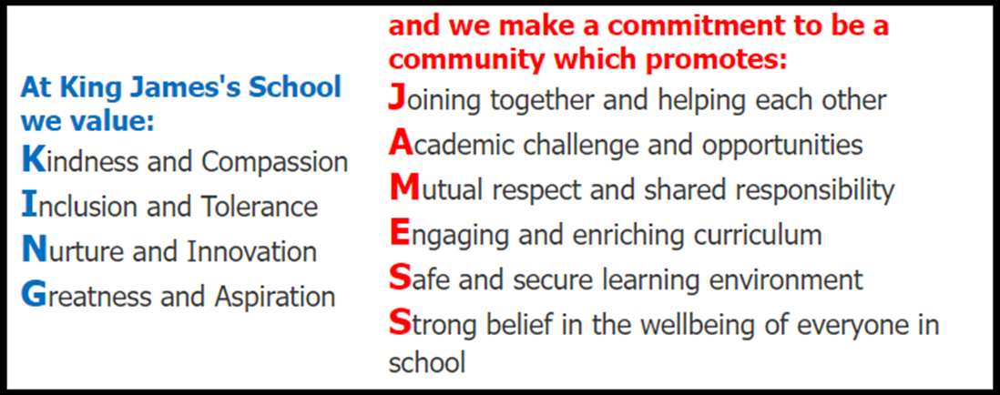 At King James's School
we value:
Kindness and Compassion
Inclusion and Tolerance
Nurture and Innovation
Greatness and Aspiration
and we make a commitment to be a
community which promotes:
Joining together and helping each other
Academic challenge and opportunities
Mutual respect and shared responsibility
Engaging and enriching curriculum
Safe and secure learning environment
Strong belief in the wellbeing of everyone in
school